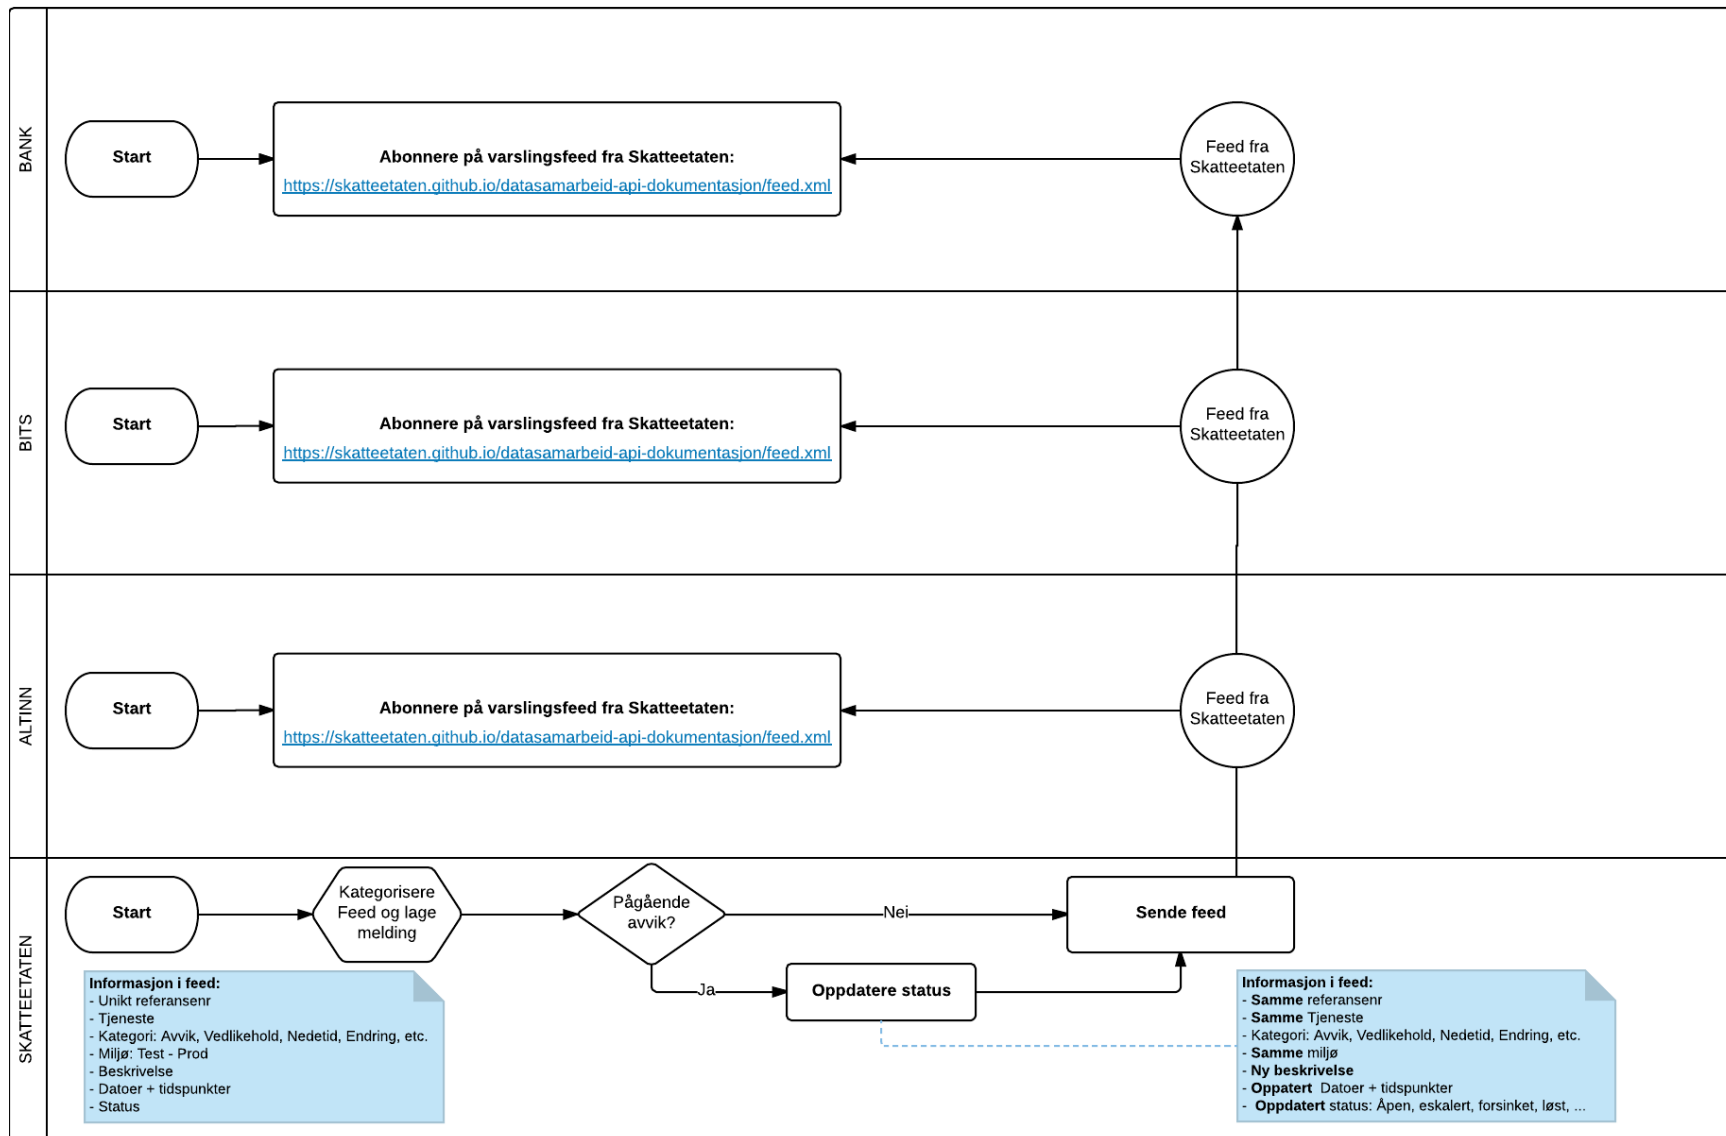 BANK
Start
Abonnere på varslingsfeed fra Skatteetaten:
https://skatteetaten.github.io/datasamarbeid-api-dokumentasjon/feed.xml
Feed fra
Skatteetaten
BITS
Start
Abonnere på varslingsfeed fra Skatteetaten:
https://skatteetaten.github.io/datasamarbeid-api-dokumentasjon/feed.xml
Feed fra
Skatteetaten
ALTINN
Start
Abonnere på varslingsfeed fra Skatteetaten:
https://skatteetaten.github.io/datasamarbeid-api-dokumentasjon/feed.xml
Feed fra
Skatteetaten
SKATTEETATEN
Start
Kategorisere
Feed og lage
melding
Pågående
avvik?
Nei
Sende feed
Ja
Oppdatere status
Informasjon i feed:
- Unikt referansenr
- Tjeneste
- Kategori: Avvik, Vedlikehold, Nedetid, Endring, etc.
- Miljø: Test - Prod
- Beskrivelse
- Datoer + tidspunkter
- Status
Informasjon i feed:
- Samme referansenr
- Samme Tjeneste
- Kategori: Avvik, Vedlikehold, Nedetid, Endring, etc.
- Samme miljø
- Ny beskrivelse
- Oppatert Datoer + tidspunkter
- Oppdatert status: Åpen, eskalert, forsinket, løst, ...